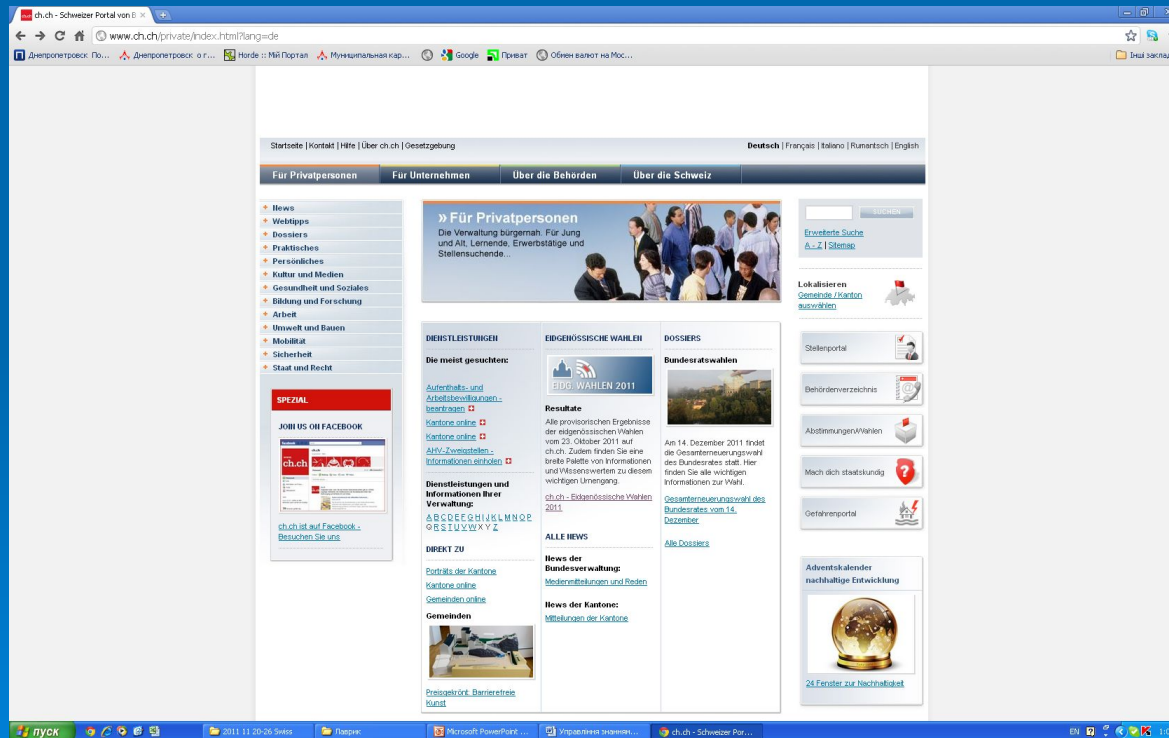 ch.ch - Schweizer Portal von B
www.ch.ch/private/index.html?lang=de
Днепропетровск По... Днепропетровск о г... Horde :: Мій Портал Муниципальная кар... Google Приват Обмен валют на Мос... Інші заклад
Startseite | Kontakt | Hilfe | Über ch.ch | Gesetzgebung
Deutsch | Français | Italiano | Rumantsch | English
Für Privatpersonen Für Unternehmen Über die Behörden Über die Schweiz
News
Webtipps
Dossiers
Praktisches
Persönliches
Kultur und Medien
Gesundheit und Soziales
Bildung und Forschung
Arbeit
Umwelt und Bauen
Mobilität
Sicherheit
Staat und Recht
SPEZIAL
JOIN US ON FACEBOOK
ch.ch
ch.ch ist auf Facebook -
Besuchen Sie uns
» Für Privatpersonen
Die Verwaltung bürgernah. Für Jung
und Alt, Lernende, Erwerbstätige und
Stellensuchende...
DIENSTLEISTUNGEN
Die meist gesuchten:
Aufenthalts- und
Arbeitsbewilligungen -
beantragen
Kantone online
Kantone online
AHV-Zweigstellen -
Informationen einholen
Dienstleistungen und
Informationen Ihrer
Verwaltung:
A B C D E F G H I J K L M N O P
Q R S T U V W X Y Z
DIREKT ZU
Porträts der Kantone
Kantone online
Gemeinden online
Gemeinden
Preisgekrönt: Barrierefreie
Kunst
EIDGENÖSSISCHE WAHLEN
EIDG. WAHLEN 2011
Resultate
Alle provisorischen Ergebnisse
der eidgenössischen Wahlen
vom 23. Oktober 2011 auf
ch.ch. Zudem finden Sie eine
breite Palette von Informationen
und Wissenswertem zu diesem
wichtigen Urnengang.
ch.ch - Eidgenössische Wahlen
2011
ALLE NEWS
News der
Bundesverwaltung:
Medienmitteilungen und Reden
News der Kantone:
Mitteilungen der Kantone
DOSSIERS
Bundesratswahlen
Am 14. Dezember 2011 findet
die Gesamterneuerungswahl
des Bundesrates statt. Hier
finden Sie alle wichtigen
Informationen zur Wahl.
Gesamterneuerungswahl des
Bundesrates vom 14.
Dezember
Alle Dossiers
SUCHEN
Erweiterte Suche
A - Z | Sitemap
Lokalisieren
Gemeinde / Kanton
auswählen
Stellenportal
Behördenverzeichnis
Abstimmungen/Wahlen
Mach dich staatskundig
Gefahrenportal
Adventskalender
nachhaltige Entwicklung
24 Fenster zur Nachhaltigkeit
пуск 2011 11 20-26 Swiss Лаврик Microsoft PowerPoint ... Управління знанням... ch.ch - Schweizer Por... EN